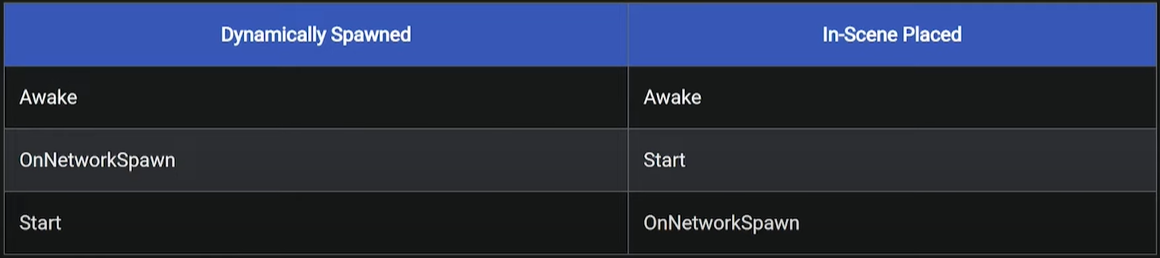 Dynamically Spawned In-Scene Placed
Awake Awake
OnNetworkSpawn Start
Start OnNetworkSpawn